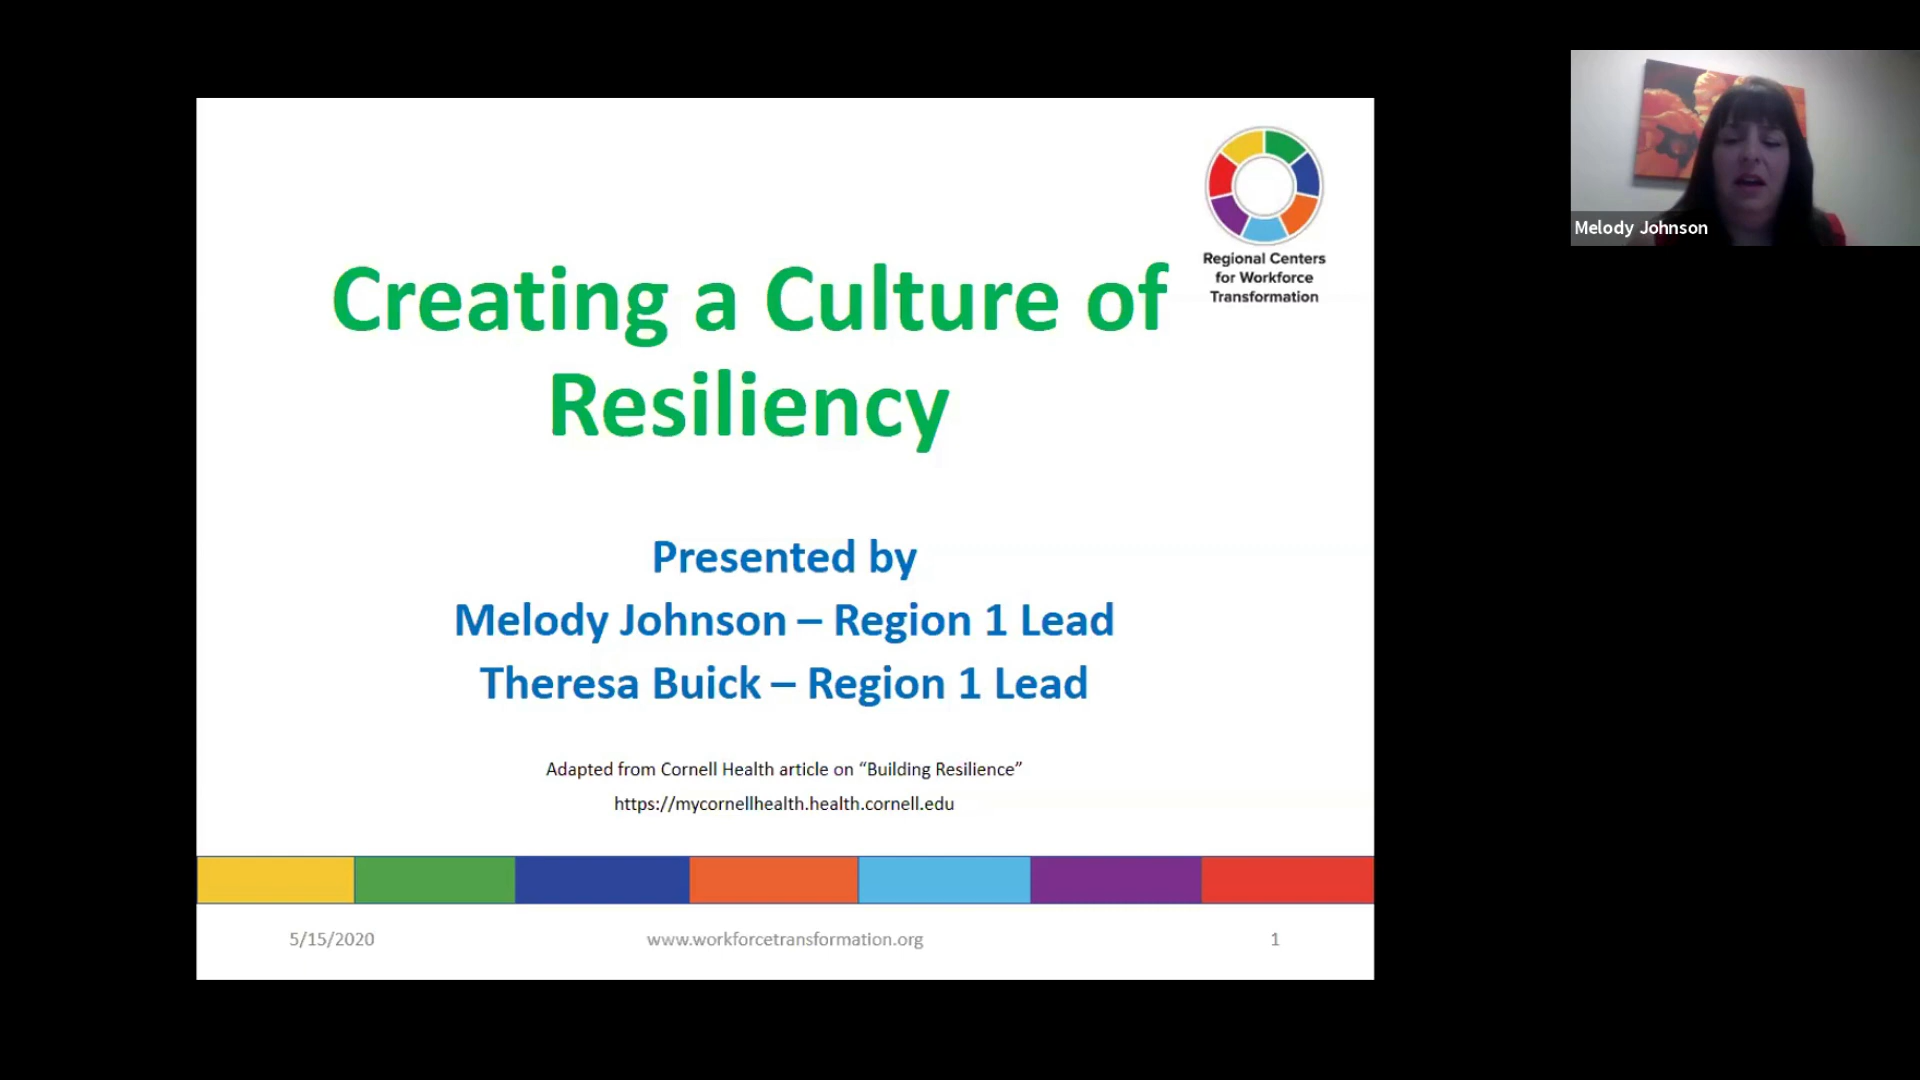 Creating a Culture of
Resiliency
Regional Centers
for Workforce
Transformation
Presented by
Melody Johnson – Region 1 Lead
Theresa Buick – Region 1 Lead
Adapted from Cornell Health article on “Building Resilience”
https://mycornellhealth.health.cornell.edu
5/15/2020
www.workforcetransformation.org
1
Melody Johnson